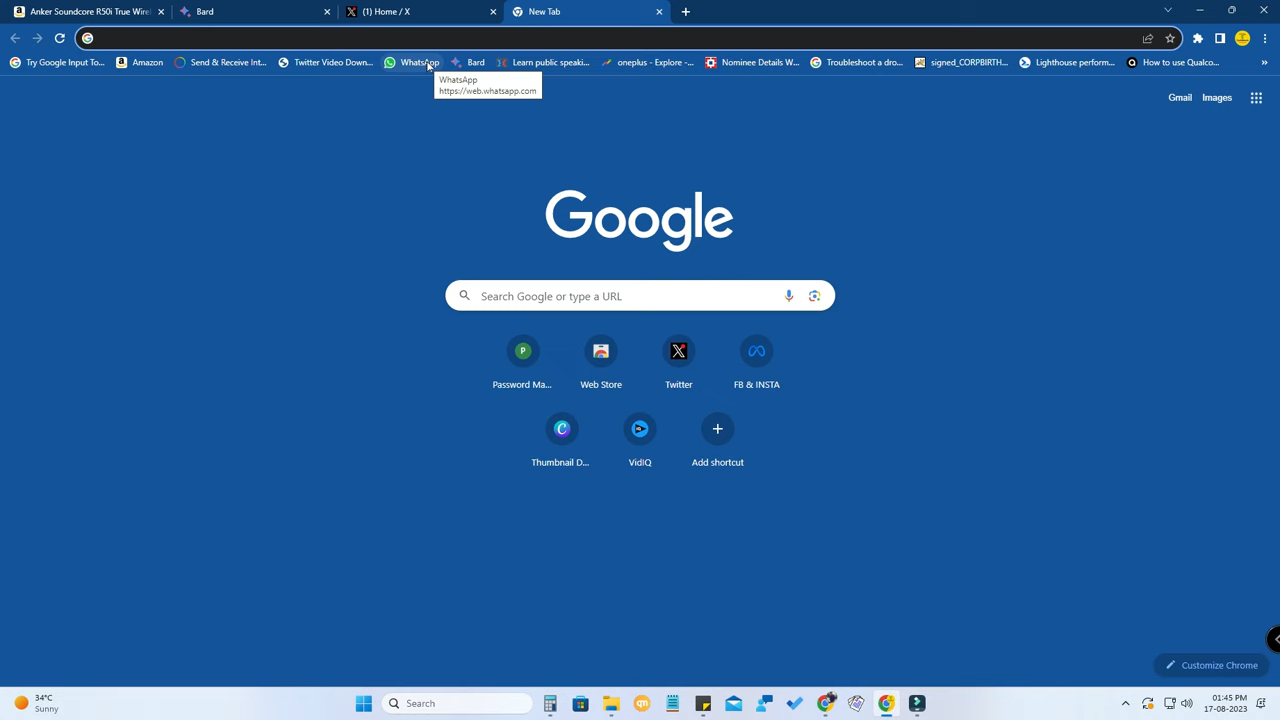 Anker Soundcore R50i True Wirel
Bard
(1) Home / X
New Tab
Try Google Input To...
Amazon
Send & Receive Int...
Twitter Video Down...
WhatsApp
Bard
Learn public speaki...
oneplus - Explore -...
Nominee Details W...
Troubleshoot a dro...
signed_CORPBIRTH...
Lighthouse perform...
How to use Qualco...
WhatsApp
https://web.whatsapp.com
Gmail
Images
Google
Search Google or type a URL
P
Password Ma...
Web Store
Twitter
FB & INSTA
Thumbnail D...
VidIQ
Add shortcut
Customize Chrome
34°C
Sunny
Search
01:45 PM
17-08-2023